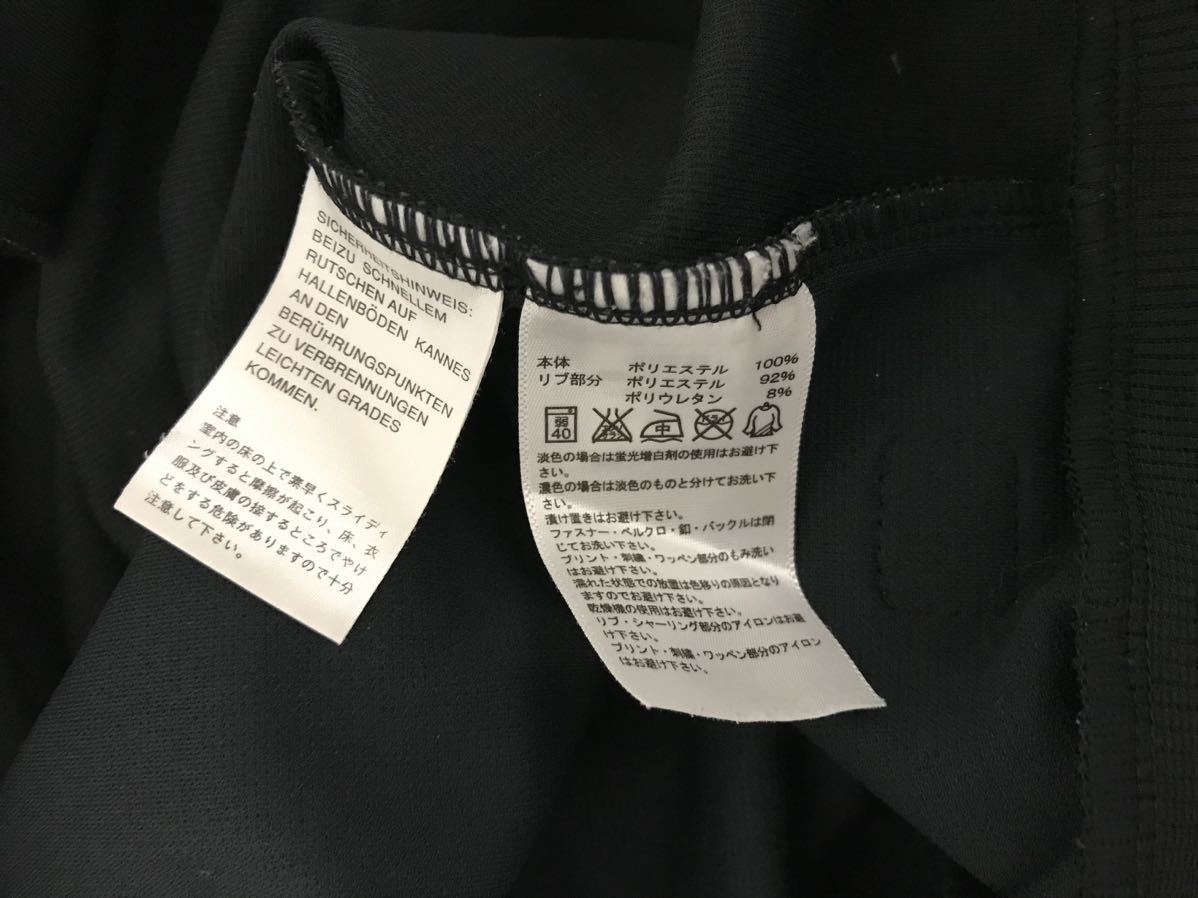 SICHERHEITSHINWEIS:
BEIZU SCHNELLEM
RUTSCHEN AUF
HALLENBÖDEN KANNES
AN DEN
BERÜHRUNGSPUNKTEN
ZU VERBRENNUNGEN
LEICHTEN GRADES
KOMMEN.
注意
室内の床の上で素早くスライディ
ングすると摩擦が起こり、床、衣
服及び皮膚の接するところでやけ
どをする危険がありますので十分
注意して下さい。
本体 ポリエステル 100%
リブ部分 ポリエステル 92%
ポリウレタン 8%
弱
40
エンソ
サラシ
中
ドライ
淡色の場合は蛍光増白剤の使用はお避け下
さい。
濃色の場合は淡色のものと分けてお洗い下
さい。
漬け置きはお避け下さい。
ファスナー・ベルクロ・釦・バックルは閉
じてお洗い下さい。
プリント・刺繍・ワッペン部分のもみ洗い
はお避け下さい。
濡れた状態での放置は色移りの原因となり
ますのでお避け下さい。
乾燥機の使用はお避け下さい。
リブ・シャーリング部分のアイロンはお避
け下さい。
プリント・刺繍・ワッペン部分のアイロン
はお避け下さい。